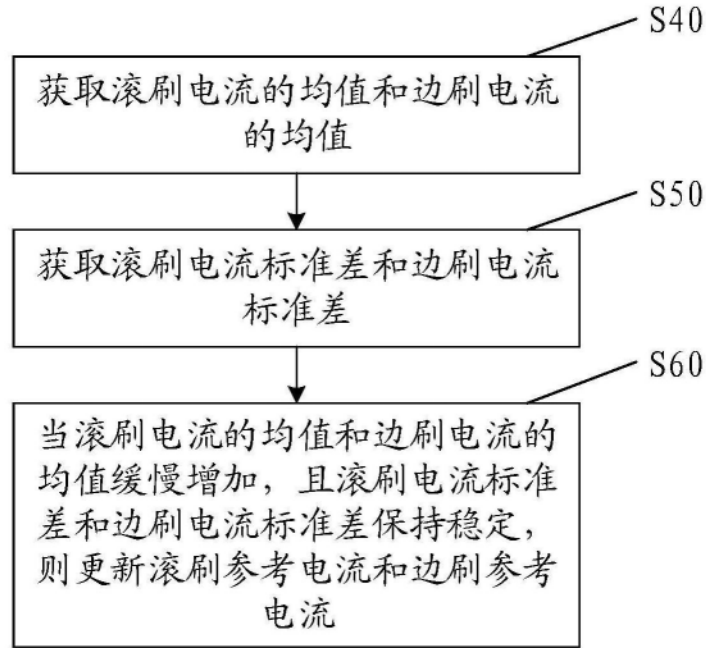 S40
获取滚刷电流的均值和边刷电流
的均值
S50
获取滚刷电流标准差和边刷电流
标准差
S60
当滚刷电流的均值和边刷电流的
均值缓慢增加，且滚刷电流标准
差和边刷电流标准差保持稳定，
则更新滚刷参考电流和边刷参考
电流